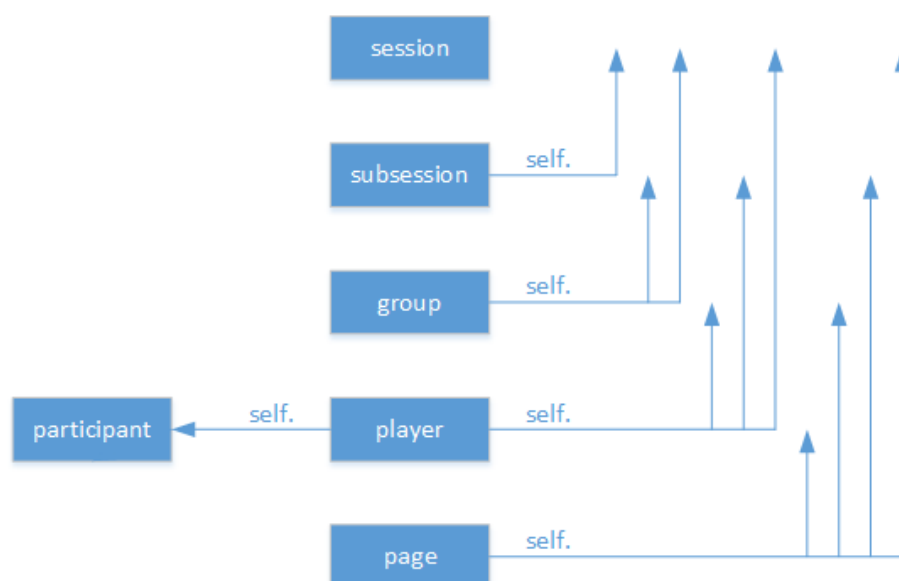 session
subsession self.
group self.
participant self. player self.
page self.